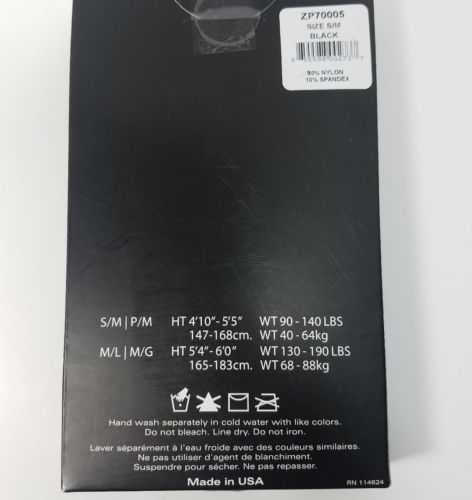 ZP70005
SIZE S/M
BLACK
90% NYLON
10% SPANDEX
S/M | P/M HT 4'10"- 5'5" WT 90 - 140 LBS
147-168cm. WT 40 - 64kg
M/L | M/G HT 5'4"- 6'0" WT 130 - 190 LBS
165-183cm. WT 68 - 88kg
Hand wash separately in cold water with like colors.
Do not bleach. Line dry. Do not iron.
Laver séparément à l'eau froide avec des couleurs similaires.
Ne pas utiliser d'agent de blanchiment.
Suspendre pour sécher. Ne pas repasser.
Made in USA
RN 114624